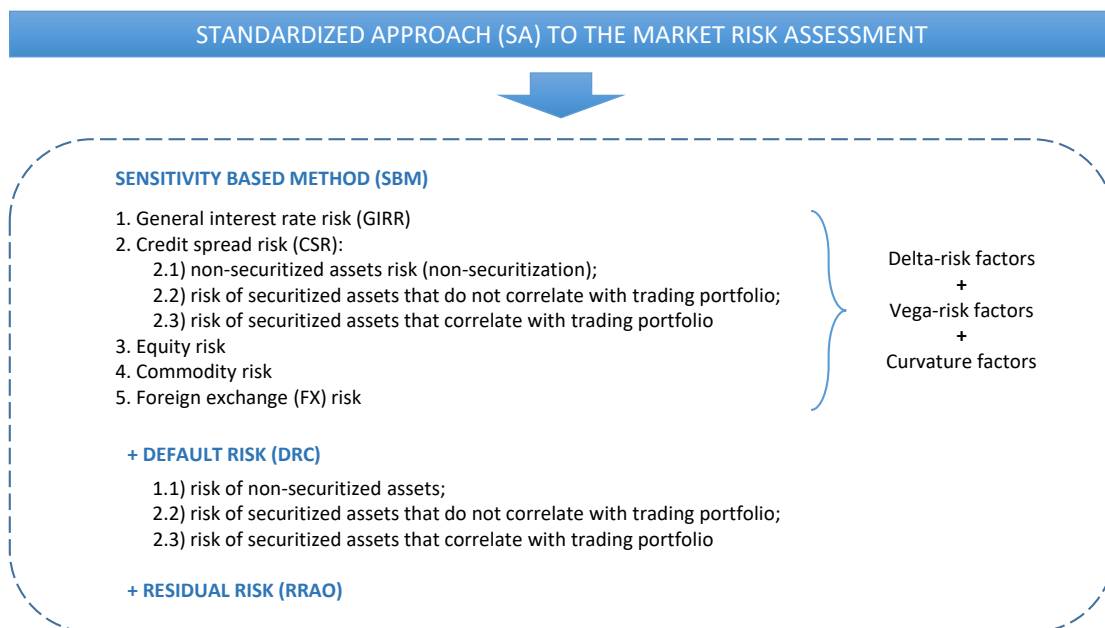 STANDARDIZED APPROACH (SA) TO THE MARKET RISK ASSESSMENT
SENSITIVITY BASED METHOD (SBM)
1. General interest rate risk (GIRR)
2. Credit spread risk (CSR):
2.1) non-securitized assets risk (non-securitization);
2.2) risk of securitized assets that do not correlate with trading portfolio;
2.3) risk of securitized assets that correlate with trading portfolio
3. Equity risk
4. Commodity risk
5. Foreign exchange (FX) risk
Delta-risk factors
+
Vega-risk factors
+
Curvature factors
+ DEFAULT RISK (DRC)
1.1) risk of non-securitized assets;
2.2) risk of securitized assets that do not correlate with trading portfolio;
2.3) risk of securitized assets that correlate with trading portfolio
+ RESIDUAL RISK (RRAO)